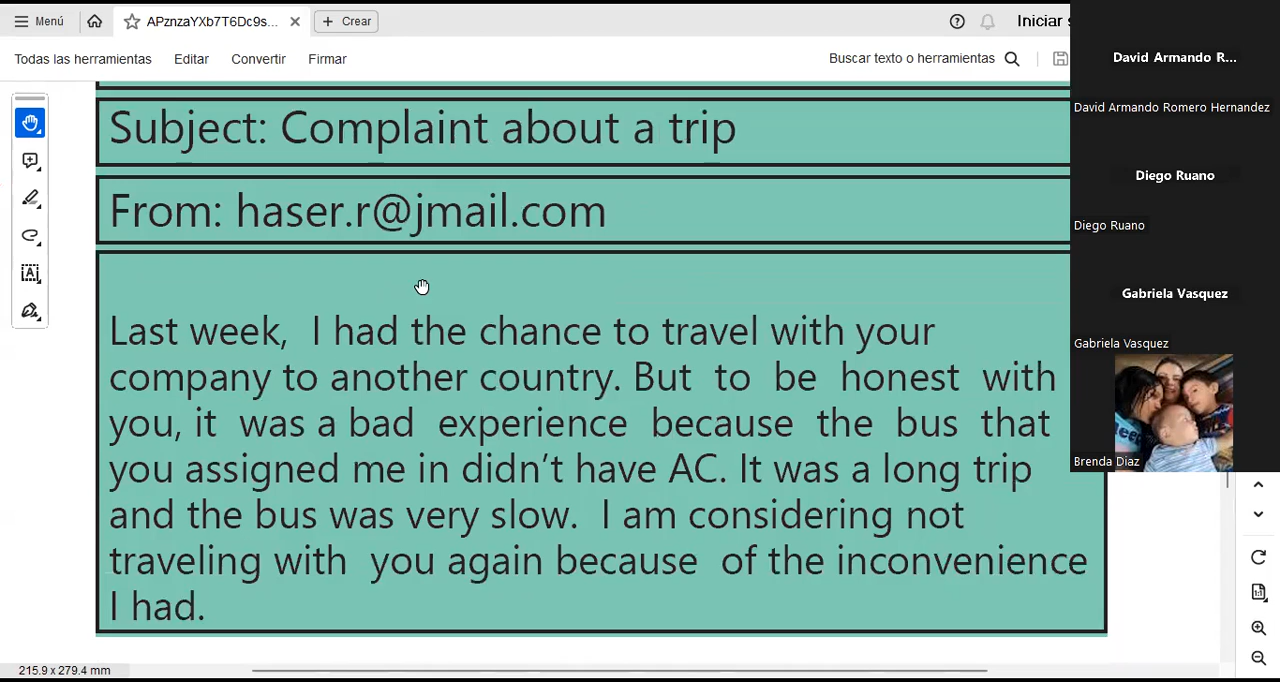 Menú
APznzaYXb7T6Dc9s...
Crear
Iniciar s
Todas las herramientas
Editar
Convertir
Firmar
Buscar texto o herramientas
Subject: Complaint about a trip
From: haser.r@jmail.com
Last week, I had the chance to travel with your
company to another country. But to be honest with
you, it was a bad experience because the bus that
you assigned me in didn't have AC. It was a long trip
and the bus was very slow. I am considering not
traveling with you again because of the inconvenience
I had.
215.9 x 279.4 mm
David Armando R...
David Armando Romero Hernandez
Diego Ruano
Diego Ruano
Gabriela Vasquez
Gabriela Vasquez
Brenda Diaz